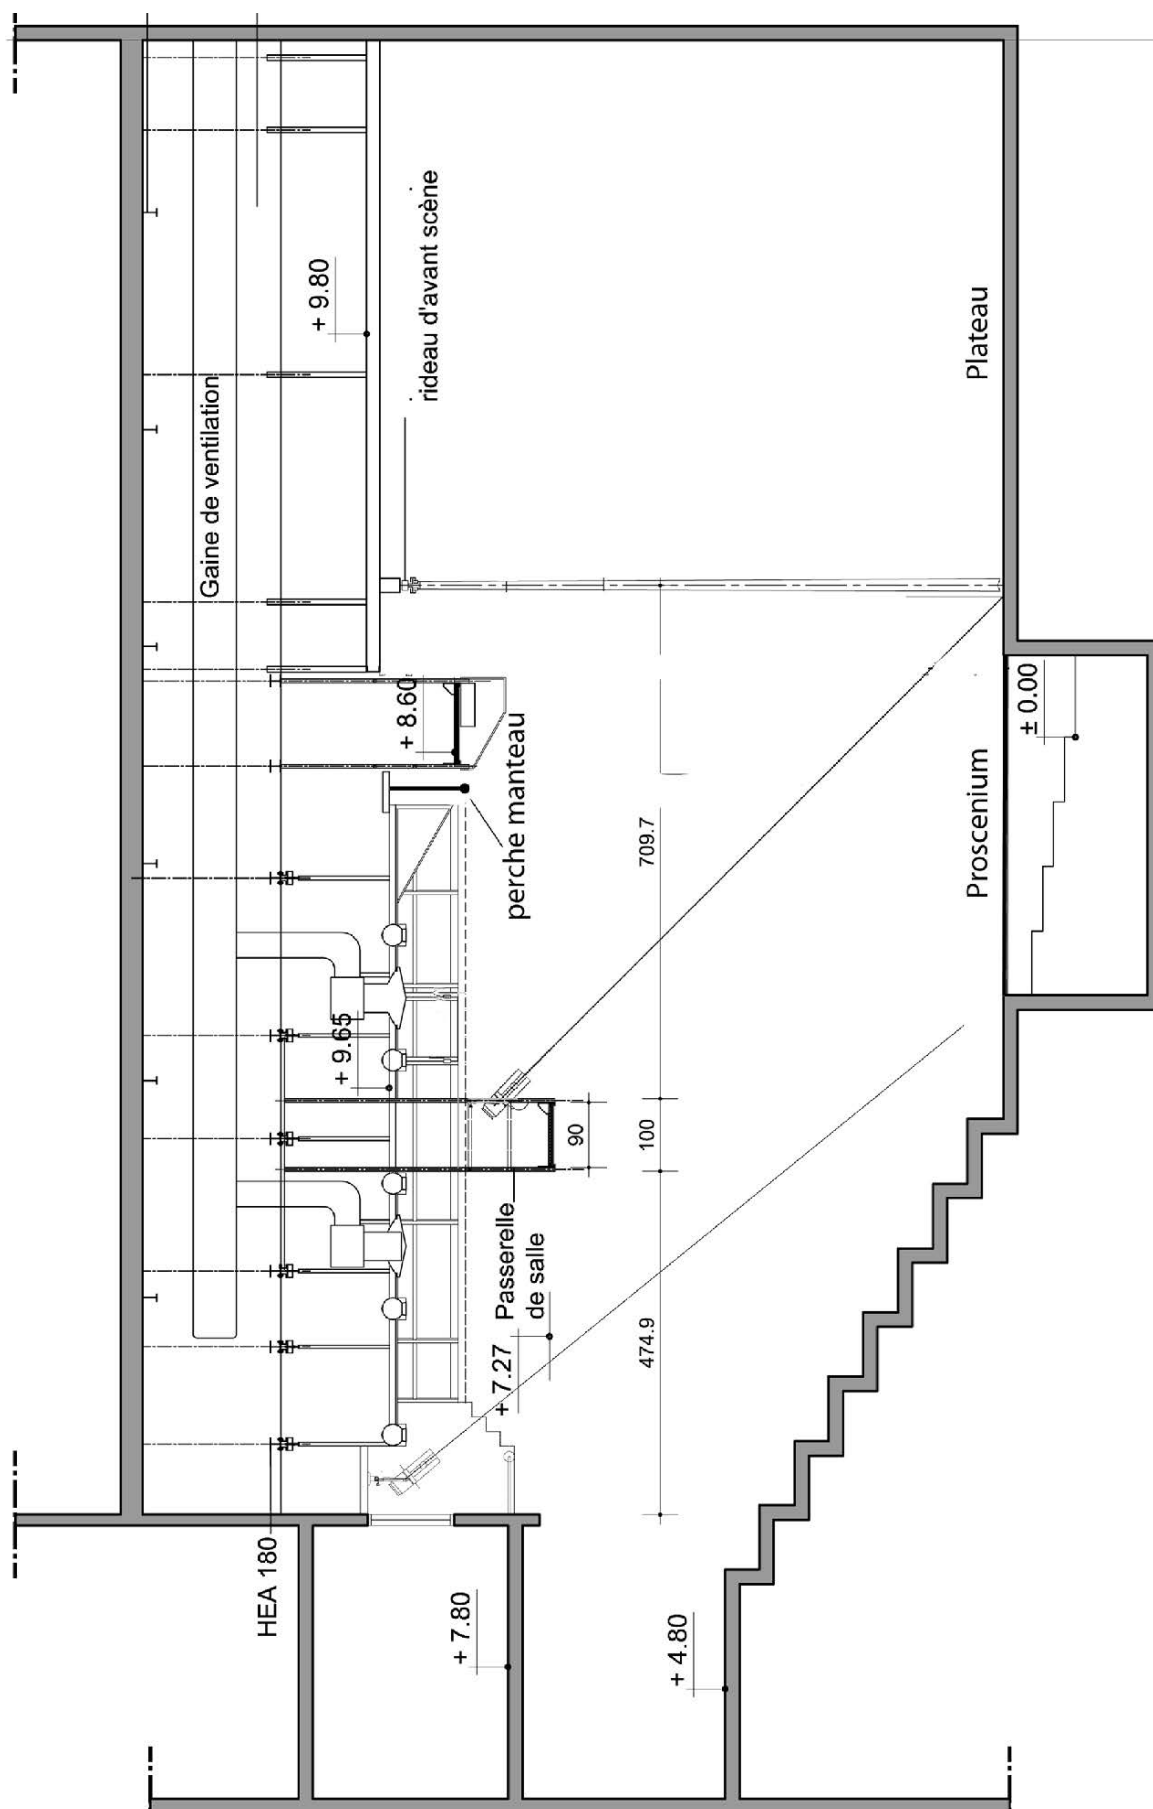 Gaine de ventilation
+ 9.80
rideau d'avant scène
Plateau
+ 8.60
perche manteau
± 0.00
Proscenium
709.7
+ 9.65
90
100
Passerelle
de salle
+ 7.27
474.9
HEA 180
+ 7.80
+ 4.80